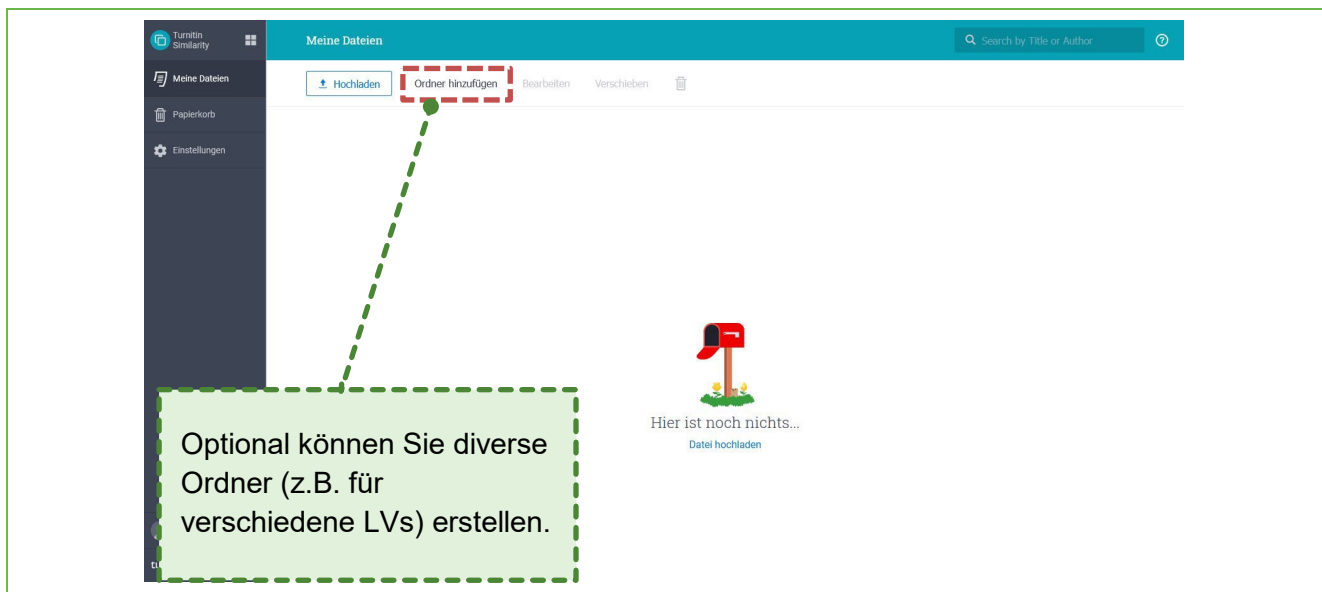 Turnitin
Similarity
Meine Dateien
Search by Title or Author
Meine Dateien
Hochladen
Ordner hinzufügen
Bearbeiten
Verschieben
Papierkorb
Einstellungen
Hier ist noch nichts...
Datei hochladen
Optional können Sie diverse
Ordner (z.B. für
verschiedene LVs) erstellen.